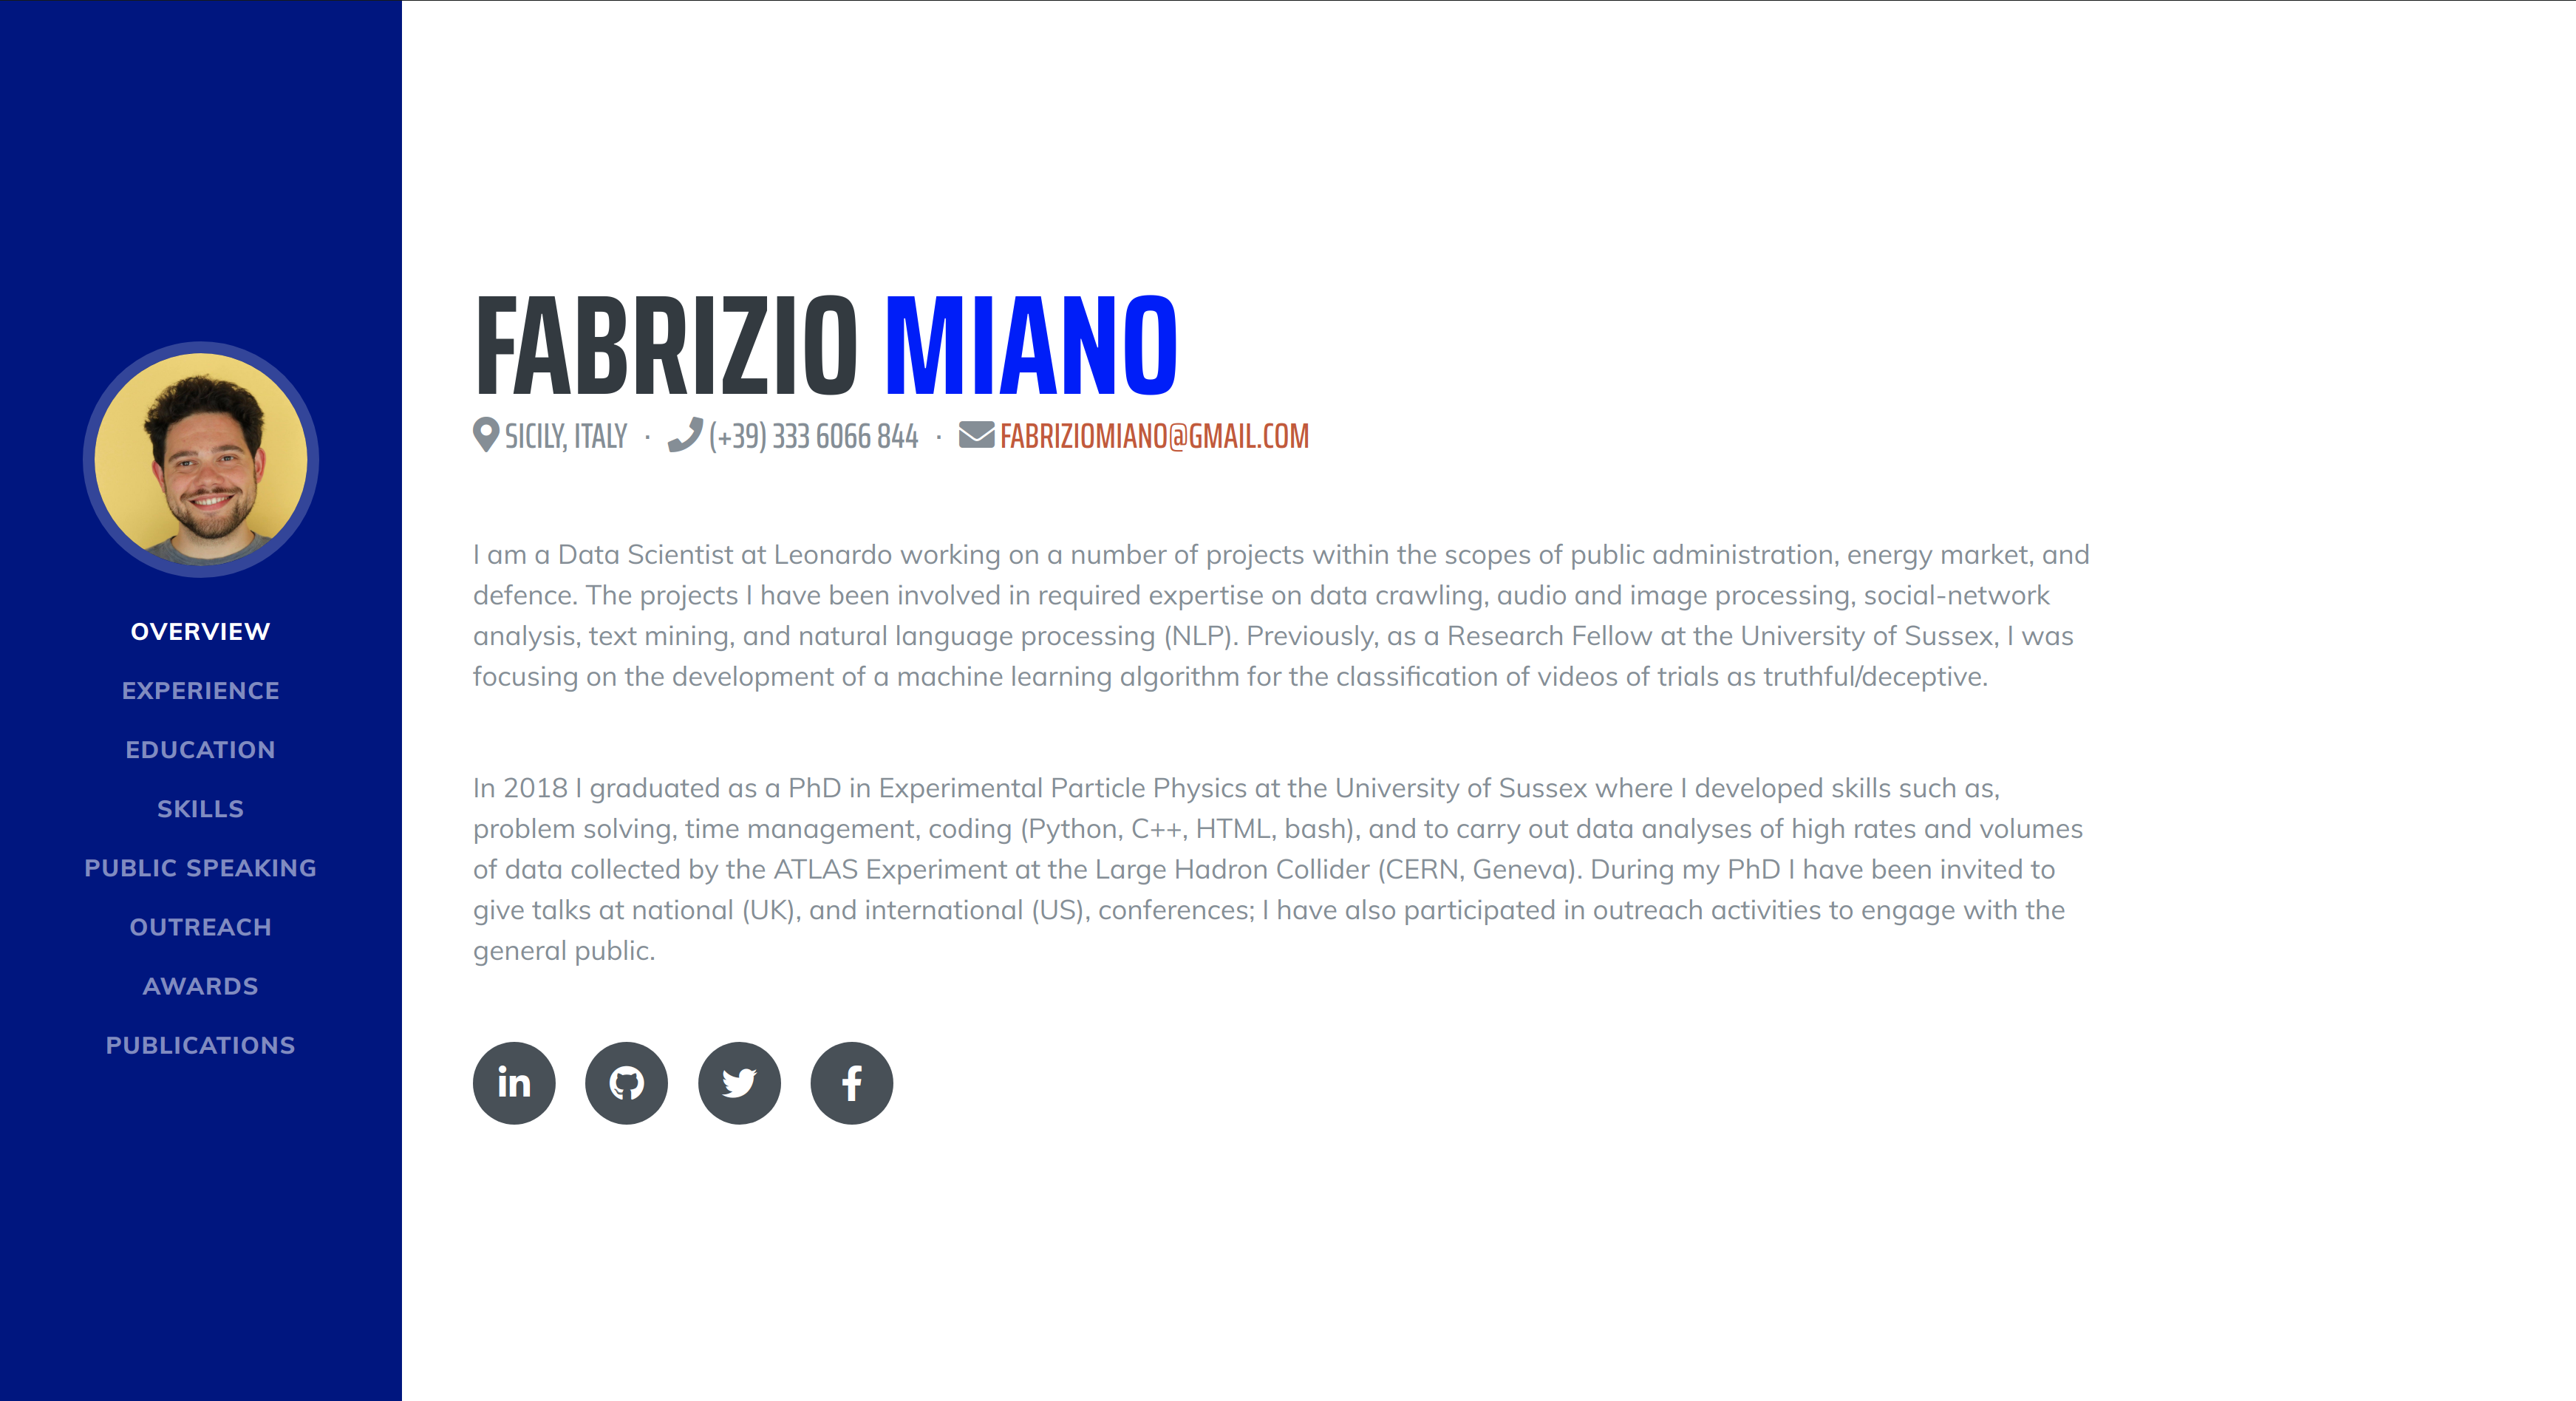 OVERVIEW
EXPERIENCE
EDUCATION
SKILLS
PUBLIC SPEAKING
OUTREACH
AWARDS
PUBLICATIONS
FABRIZIO MIANO
SICILY, ITALY · (+39) 333 6066 844 · FABRIZIOMIANO@GMAIL.COM
I am a Data Scientist at Leonardo working on a number of projects within the scopes of public administration, energy market, and
defence. The projects I have been involved in required expertise on data crawling, audio and image processing, social-network
analysis, text mining, and natural language processing (NLP). Previously, as a Research Fellow at the University of Sussex, I was
focusing on the development of a machine learning algorithm for the classification of videos of trials as truthful/deceptive.
In 2018 I graduated as a PhD in Experimental Particle Physics at the University of Sussex where I developed skills such as,
problem solving, time management, coding (Python, C++, HTML, bash), and to carry out data analyses of high rates and volumes
of data collected by the ATLAS Experiment at the Large Hadron Collider (CERN, Geneva). During my PhD I have been invited to
give talks at national (UK), and international (US), conferences; I have also participated in outreach activities to engage with the
general public.
in
f